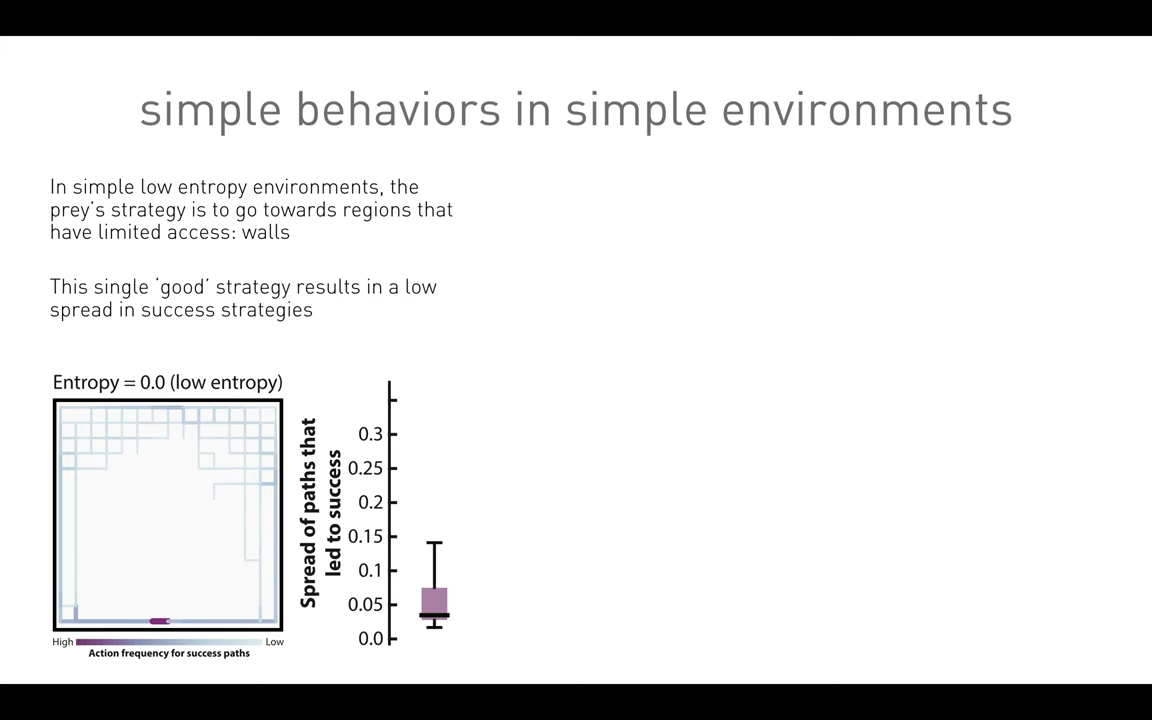 simple behaviors in simple environments
In simple low entropy environments, the
prey's strategy is to go towards regions that
have limited access: walls
This single 'good' strategy results in a low
spread in success strategies
Entropy = 0.0 (low entropy)
High
Low
Action frequency for success paths
Spread of paths that
led to success
0.3
0.25
0.2
0.15
0.1
0.05
0.0